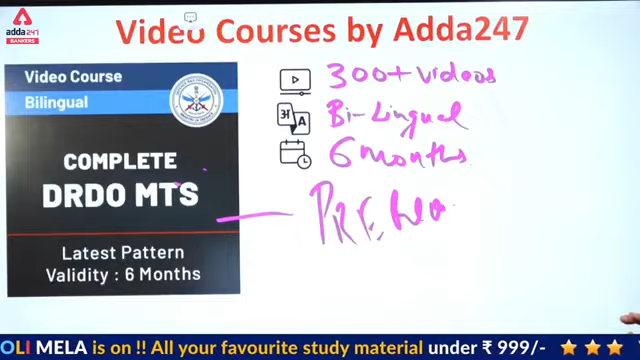 adda247
BANKERS
Video Courses by Adda247
Video Course
Bilingual
COMPLETE
DRDO MTS
Latest Pattern
Validity : 6 Months
300+ videos
अ A
Bi-Lingual
6 months
OLI MELA is on !! All your favourite study material under ₹ 999/-